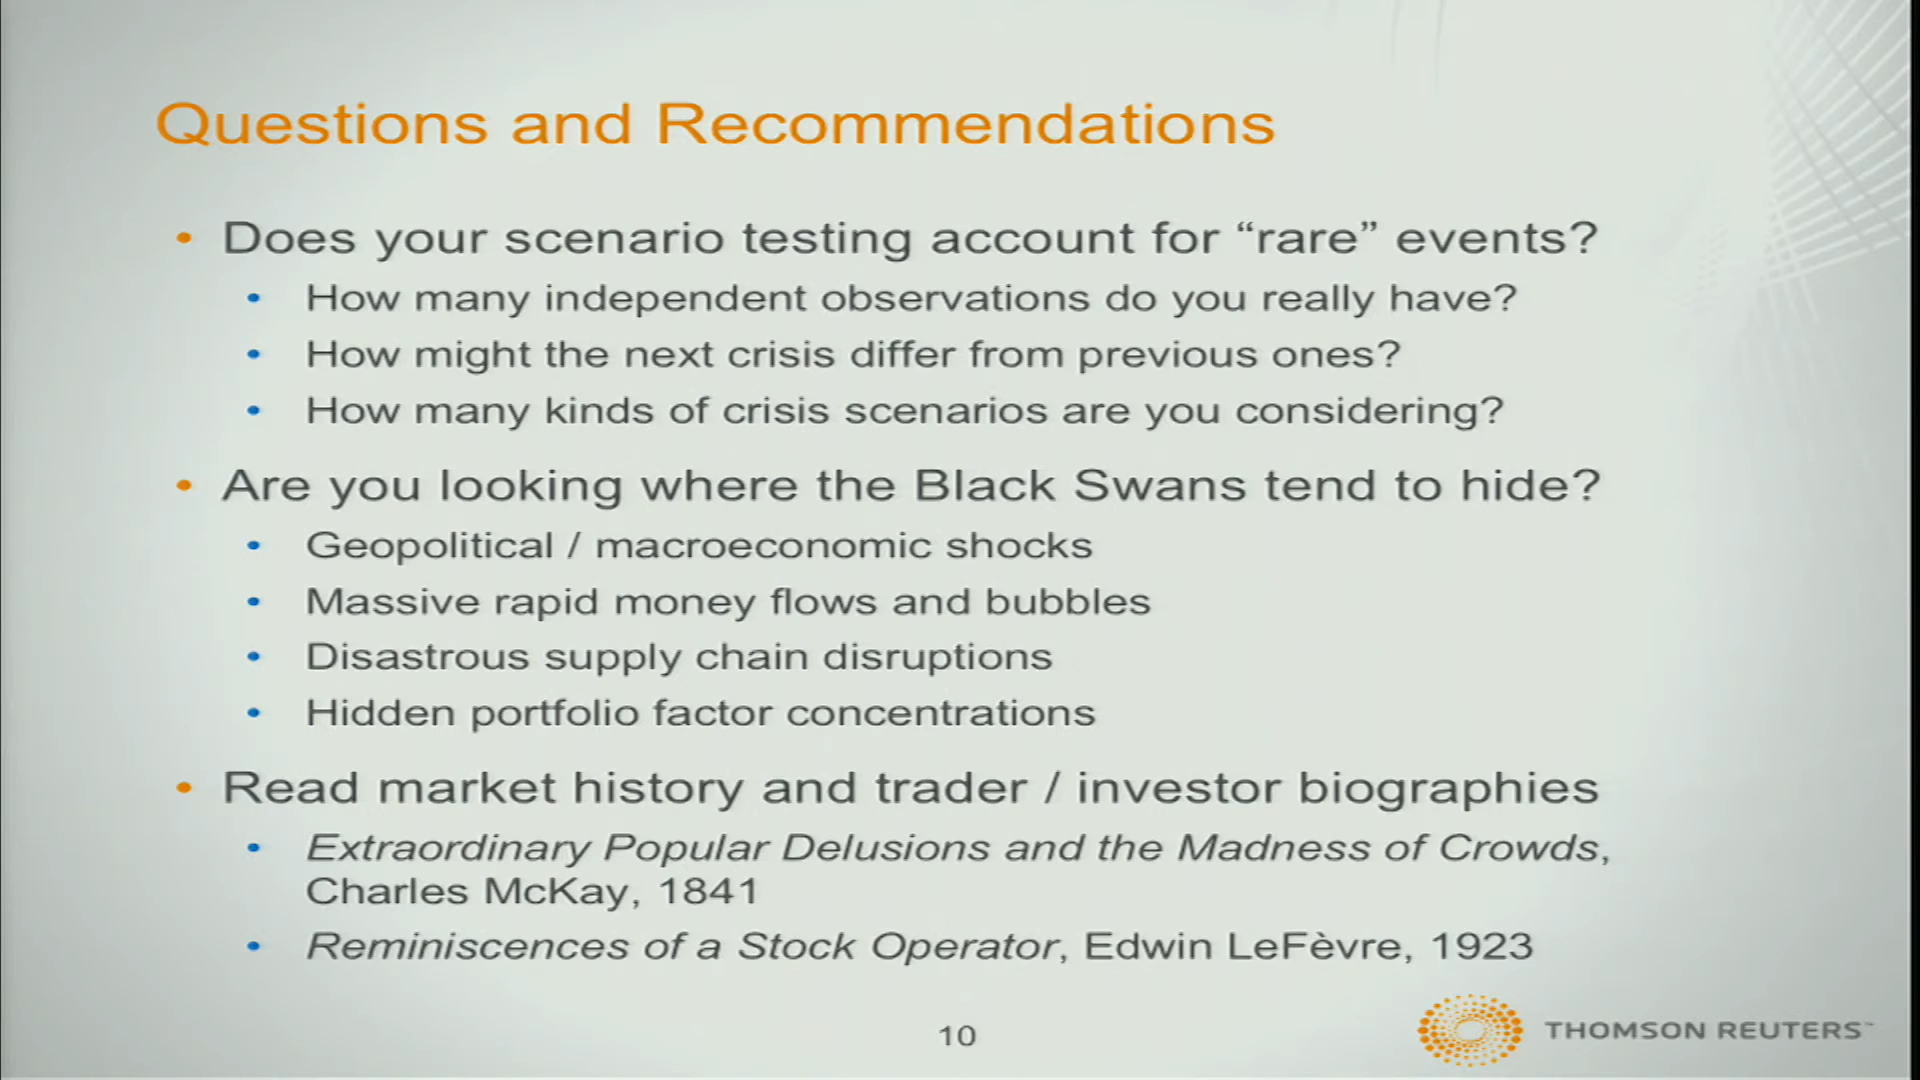 Questions and Recommendations
• Does your scenario testing account for “rare” events?
• How many independent observations do you really have?
• How might the next crisis differ from previous ones?
• How many kinds of crisis scenarios are you considering?
• Are you looking where the Black Swans tend to hide?
• Geopolitical / macroeconomic shocks
• Massive rapid money flows and bubbles
• Disastrous supply chain disruptions
• Hidden portfolio factor concentrations
• Read market history and trader / investor biographies
• Extraordinary Popular Delusions and the Madness of Crowds,
Charles McKay, 1841
• Reminiscences of a Stock Operator, Edwin LeFèvre, 1923
10
THOMSON REUTERS™